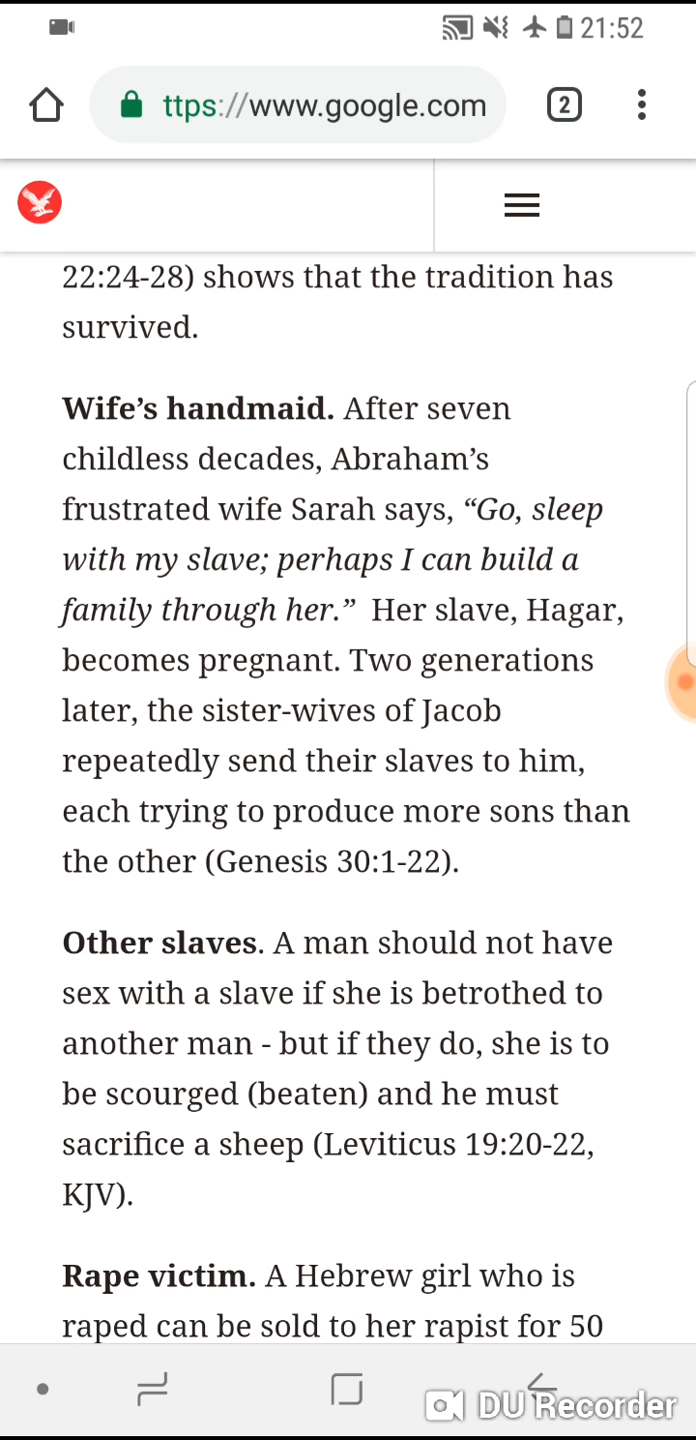 21:52
ttps://www.google.com
2
22:24-28) shows that the tradition has
survived.
Wife’s handmaid. After seven
childless decades, Abraham’s
frustrated wife Sarah says, “Go, sleep
with my slave; perhaps I can build a
family through her.” Her slave, Hagar,
becomes pregnant. Two generations
later, the sister-wives of Jacob
repeatedly send their slaves to him,
each trying to produce more sons than
the other (Genesis 30:1-22).
Other slaves. A man should not have
sex with a slave if she is betrothed to
another man - but if they do, she is to
be scourged (beaten) and he must
sacrifice a sheep (Leviticus 19:20-22,
KJV).
Rape victim. A Hebrew girl who is
raped can be sold to her rapist for 50
DU Recorder